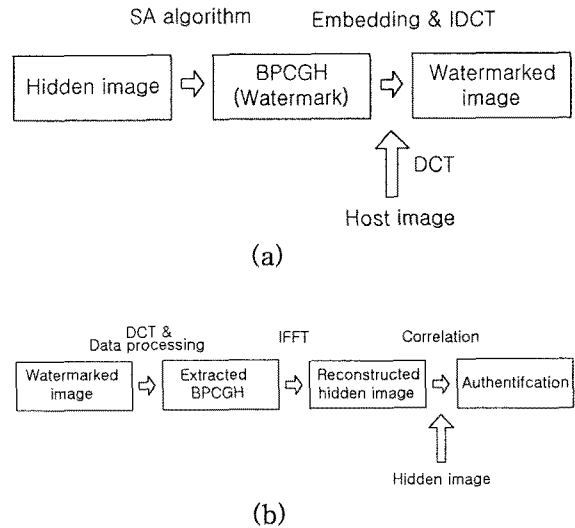 SA algorithm
Embedding & IDCT
Hidden image
BPCGH
(Watermark)
Watermarked
image
DCT
Host image
(a)
DCT &
Data processing
IFFT
Correlation
Watermarked
image
Extracted
BPCGH
Reconstructed
hidden image
Authentifcation
Hidden image
(b)